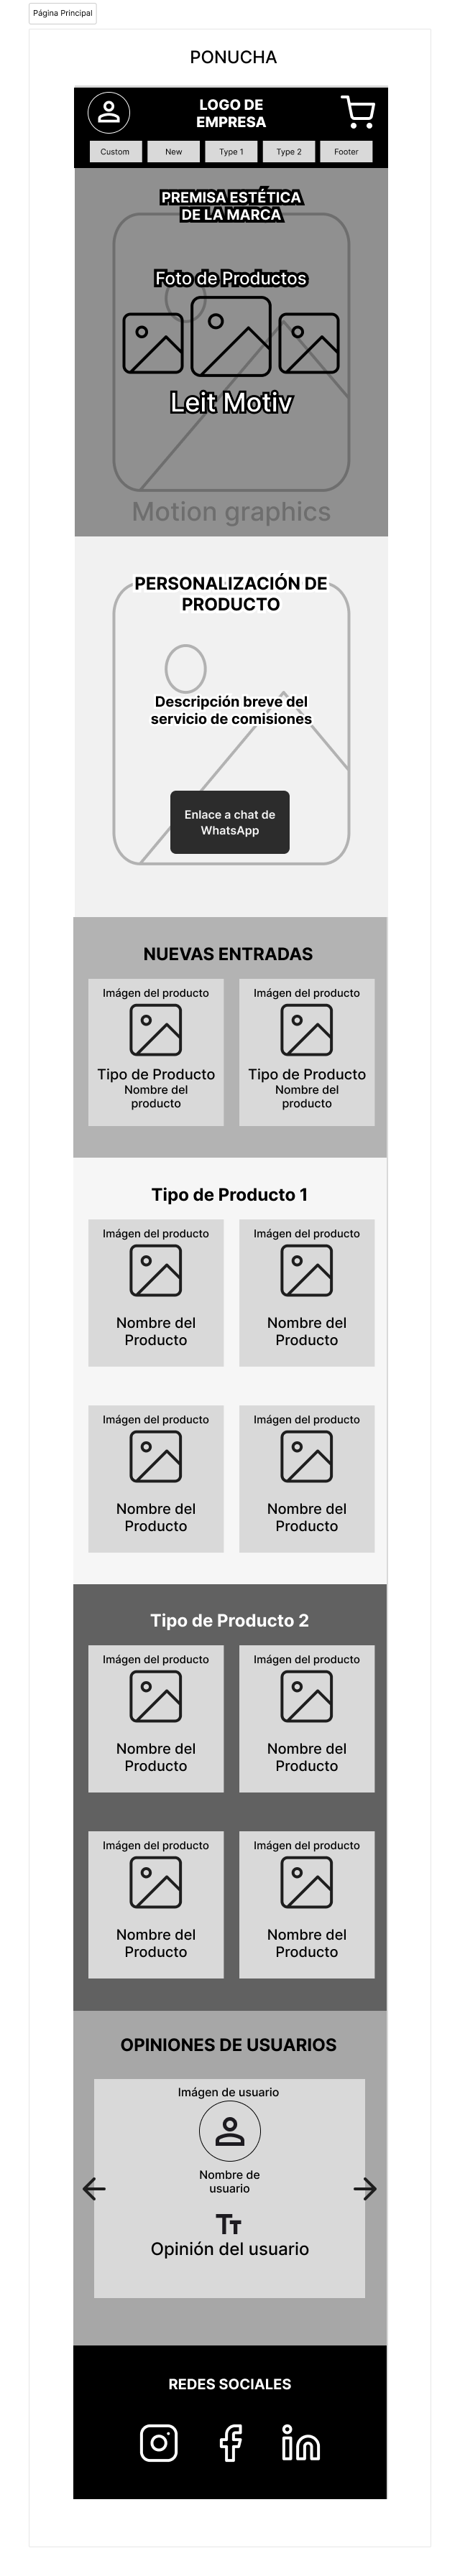 Página Principal
PONUCHA
LOGO DE
EMPRESA
Custom
New
Type 1
Type 2
Footer
PREMISA ESTÉTICA
DE LA MARCA
Foto de Productos
Leit Motiv
Motion graphics
PERSONALIZACIÓN DE
PRODUCTO
Descripción breve del
servicio de comisiones
Enlace a chat de
WhatsApp
NUEVAS ENTRADAS
Imágen del producto
Tipo de Producto
Nombre del
producto
Imágen del producto
Tipo de Producto
Nombre del
producto
Tipo de Producto 1
Imágen del producto
Nombre del
Producto
Imágen del producto
Nombre del
Producto
Imágen del producto
Nombre del
Producto
Imágen del producto
Nombre del
Producto
Tipo de Producto 2
Imágen del producto
Nombre del
Producto
Imágen del producto
Nombre del
Producto
Imágen del producto
Nombre del
Producto
Imágen del producto
Nombre del
Producto
OPINIONES DE USUARIOS
Imágen de usuario
Nombre de
usuario
Tт
Opinión del usuario
REDES SOCIALES